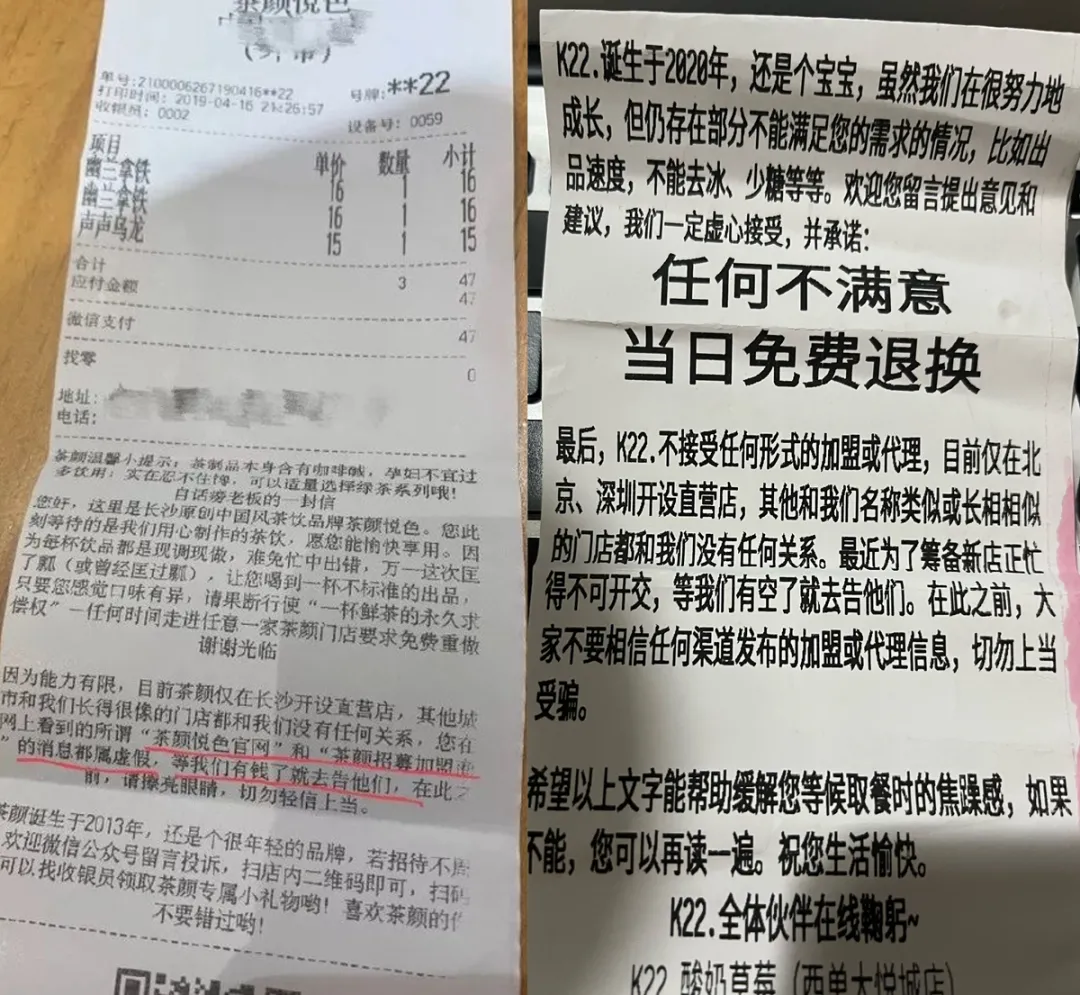 茶颜悦色
单号:2100006267190416**22
号牌:**22
打印时间: 2019-04-16 21:26:57
收银员: 0002
设备号: 0059
项目 单价 数量 小计
幽兰拿铁 16 1 16
幽兰拿铁 16 1 16
声声乌龙 15 1 15
合计 3 47
应付金额 47
微信支付 47
找零 0
地址:
电话:
茶颜温馨小提示: 茶制品本身含有咖啡碱, 孕妇不宜过
多饮用! 实在忍不住馋, 可以适量选择绿茶系列哦!
白话痨老板的一封信
您好, 这里是长沙原创中国风茶饮品牌茶颜悦色。您此
刻等待的是我们用心制作的茶饮, 愿您能愉快享用。因
为每杯饮品都是现调现做, 难免忙中出错, 万一这次匡
了瓢(或曾经匡过瓢), 让您喝到一杯不标准的出品,
只要您感觉口味有异, 请果断行使“一杯鲜茶的永久求
偿权”一任何时间走进任意一家茶颜门店要求免费重做
谢谢光临
因为能力有限, 目前茶颜仅在长沙开设直营店, 其他城
市和我们长得很像的门店都和我们没有任何关系, 您在
网上看到的所谓“茶颜悦色官网”和“茶颜招募加盟商
”的消息都属虚假, 等我们有钱了就去告他们, 在此之
前, 请擦亮眼睛, 切勿轻信上当。
茶颜诞生于2013年, 还是个很年轻的品牌, 若招待不周
欢迎微信公众号留言投诉, 扫店内二维码即可, 扫码
可以找收银员领取茶颜专属小礼物哟! 喜欢茶颜的
不要错过哟!
K22.诞生于2020年，还是个宝宝，虽然我们在很努力地
成长，但仍存在部分不能满足您的需求的情况，比如出
品速度，不能去冰、少糖等等。欢迎您留言提出意见和
建议，我们一定虚心接受，并承诺：
任何不满意
当日免费退换
最后，K22.不接受任何形式的加盟或代理，目前仅在北
京、深圳开设直营店，其他和我们名称类似或长相相似
的门店都和我们没有任何关系。最近为了筹备新店正忙
得不可开交，等我们有空了就去告他们。在此之前，大
家不要相信任何渠道发布的加盟或代理信息，切勿上当
受骗。
希望以上文字能帮助缓解您等候取餐时的焦躁感，如果
不能，您可以再读一遍。祝您生活愉快。
K22.全体伙伴在线鞠躬~
K22.酸奶草莓（西单大悦城店）